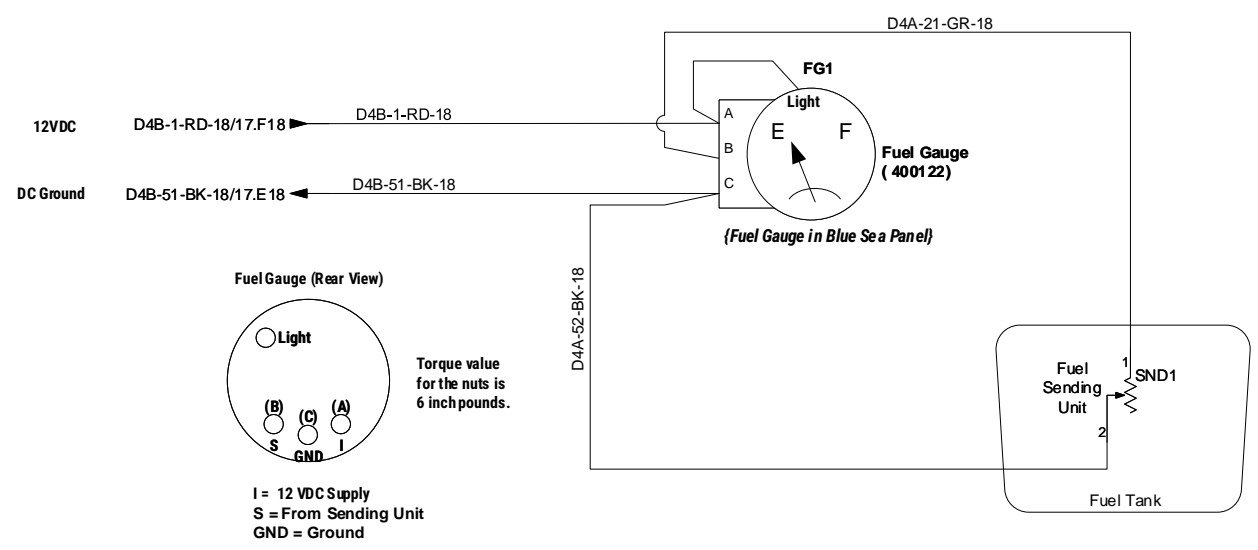 D4A-21-GR-18
FG1
Light
12VDC
D4B-1-RD-18/17.F18
D4B-1-RD-18
A
E
F
B
Fuel Gauge
( 400122)
C
DC Ground
D4B-51-BK-18/17.E18
D4B-51-BK-18
{Fuel Gauge in Blue Sea Panel}
Fuel Gauge (Rear View)
Light
D4A-52-BK-18
Torque value
for the nuts is
6 inch pounds.
(B)
(C)
(A)
S
GND
I
1
Fuel
Sending
Unit
SND1
2
Fuel Tank
I = 12 VDC Supply
S = From Sending Unit
GND = Ground